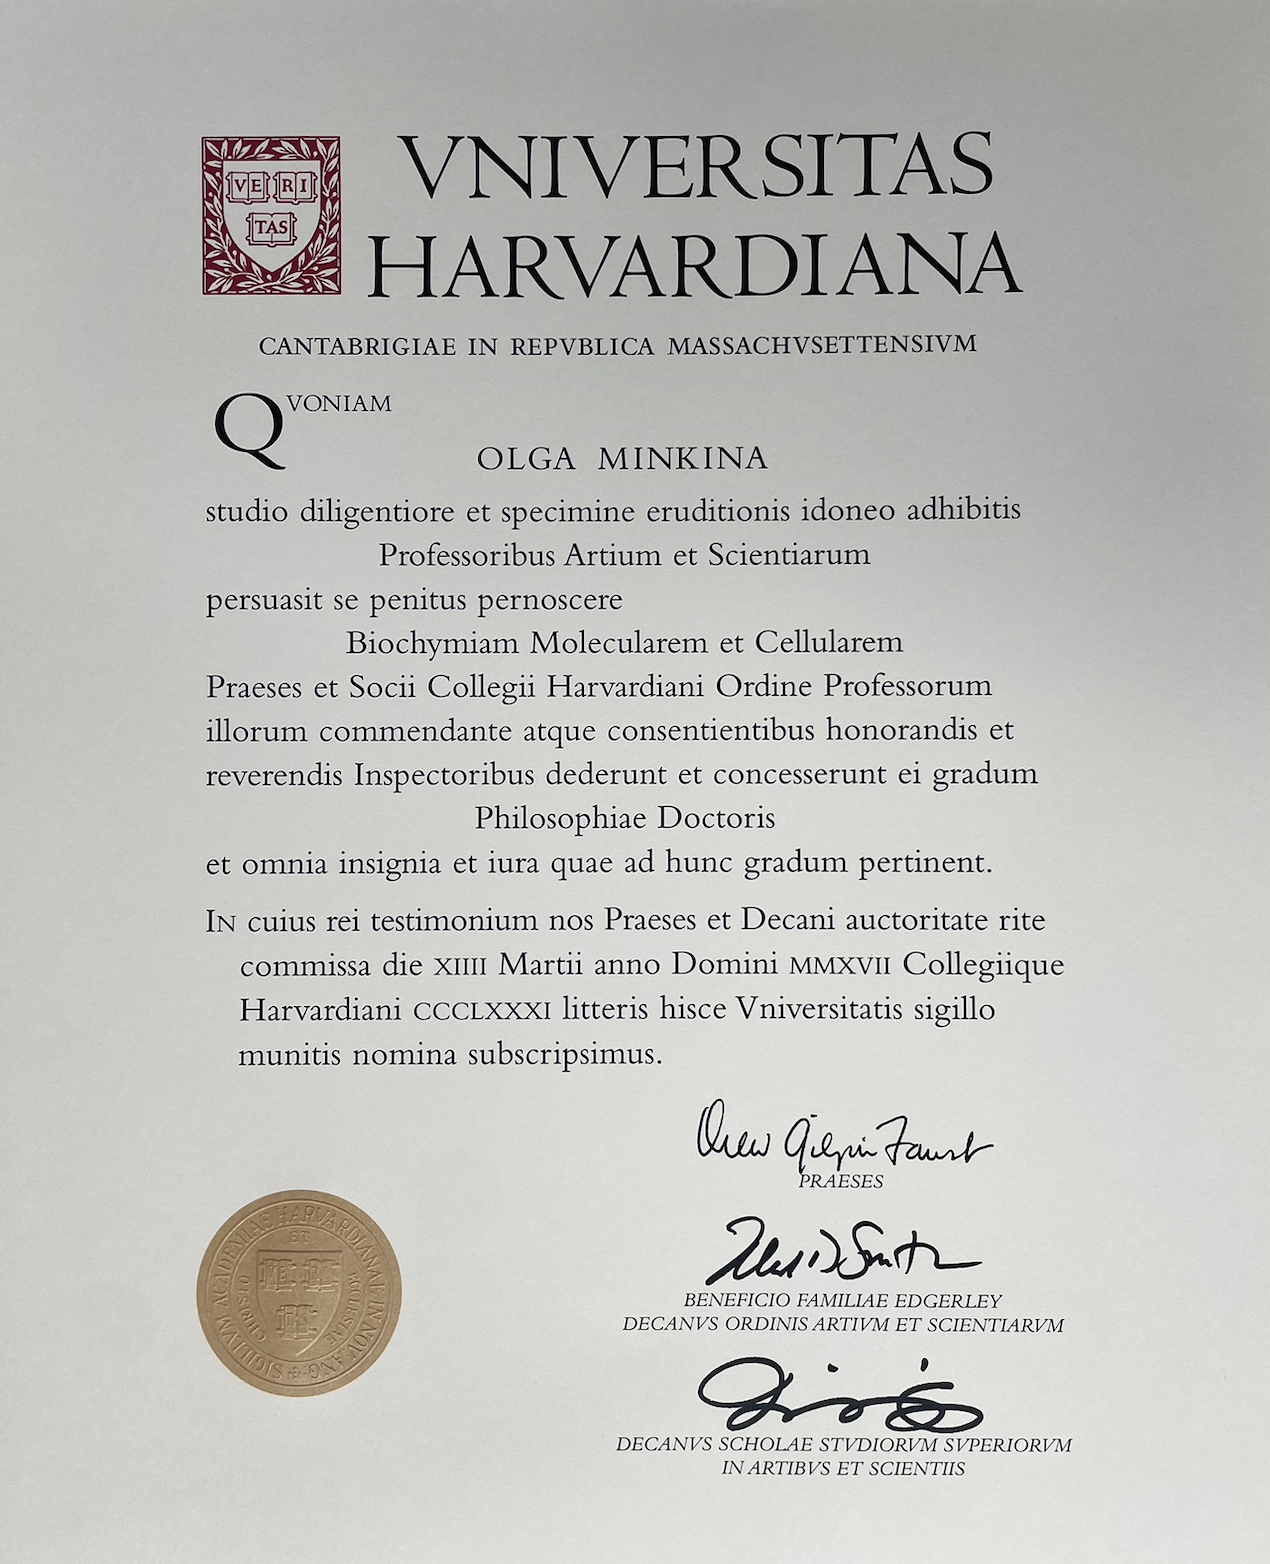 VE RI
TAS
VNIVERSITAS
HARVARDIANA
CANTABRIGIAE IN REPVBLICA MASSACHVSETTENSIVM
QVONIAM
OLGA MINKINA
studio diligentiore et specimine eruditionis idoneo adhibitis
Professoribus Artium et Scientiarum
persuasit se penitus pernoscere
Biochymiam Molecularem et Cellularem
Praeses et Socii Collegii Harvardiani Ordine Professorum
illorum commendante atque consentientibus honorandis et
reverendis Inspectoribus dederunt et concesserunt ei gradum
Philosophiae Doctoris
et omnia insignia et iura quae ad hunc gradum pertinent.
IN cuius rei testimonium nos Praeses et Decani auctoritate rite
commissa die XIIII Martii anno Domini MMXVII Collegiique
Harvardiani CCCLXXXI litteris hisce Vniversitatis sigillo
munitis nomina subscripsimus.
Drew Gilpin Faust
PRAESES
Smith
BENEFICIO FAMILIAE EDGERLEY
DECANVS ORDINIS ARTIVM ET SCIENTIARVM
DECANVS SCHOLAE STVDIORVM SVPERIORVM
IN ARTIBVS ET SCIENTIIS
SIGILLVM ACADEMIAE HARVARDIANAE IN NOV ANG
CHRISTO ET ECCLESIAE